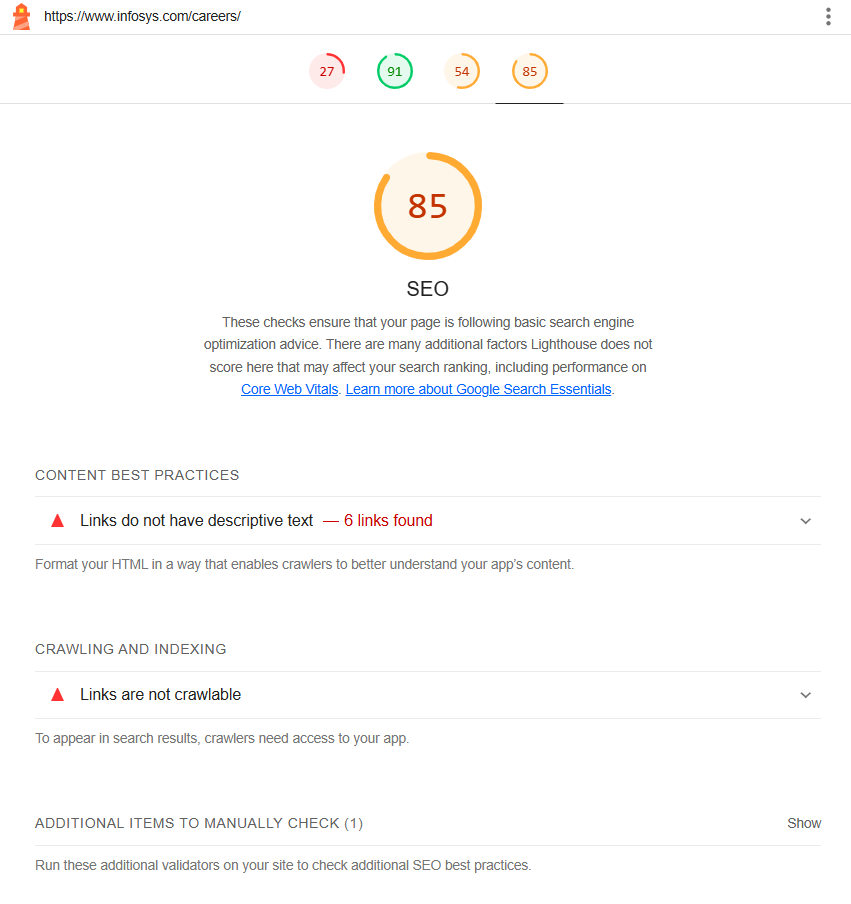 https://www.infosys.com/careers/
27 91 54 85
85
SEO
These checks ensure that your page is following basic search engine
optimization advice. There are many additional factors Lighthouse does not
score here that may affect your search ranking, including performance on
Core Web Vitals. Learn more about Google Search Essentials.
CONTENT BEST PRACTICES
Links do not have descriptive text — 6 links found
Format your HTML in a way that enables crawlers to better understand your app’s content.
CRAWLING AND INDEXING
Links are not crawlable
To appear in search results, crawlers need access to your app.
ADDITIONAL ITEMS TO MANUALLY CHECK (1) Show
Run these additional validators on your site to check additional SEO best practices.